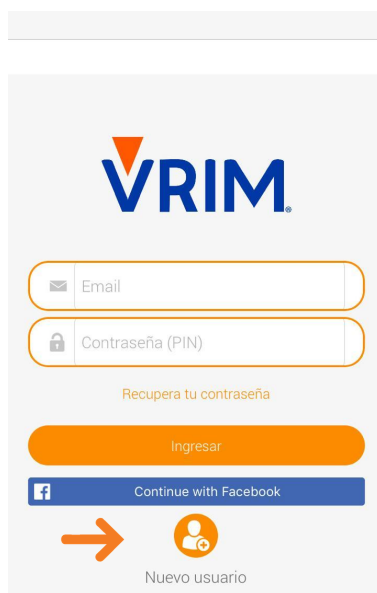 VRIM®
Email
Contraseña (PIN)
Recupera tu contraseña
Ingresar
Continue with Facebook
Nuevo usuario